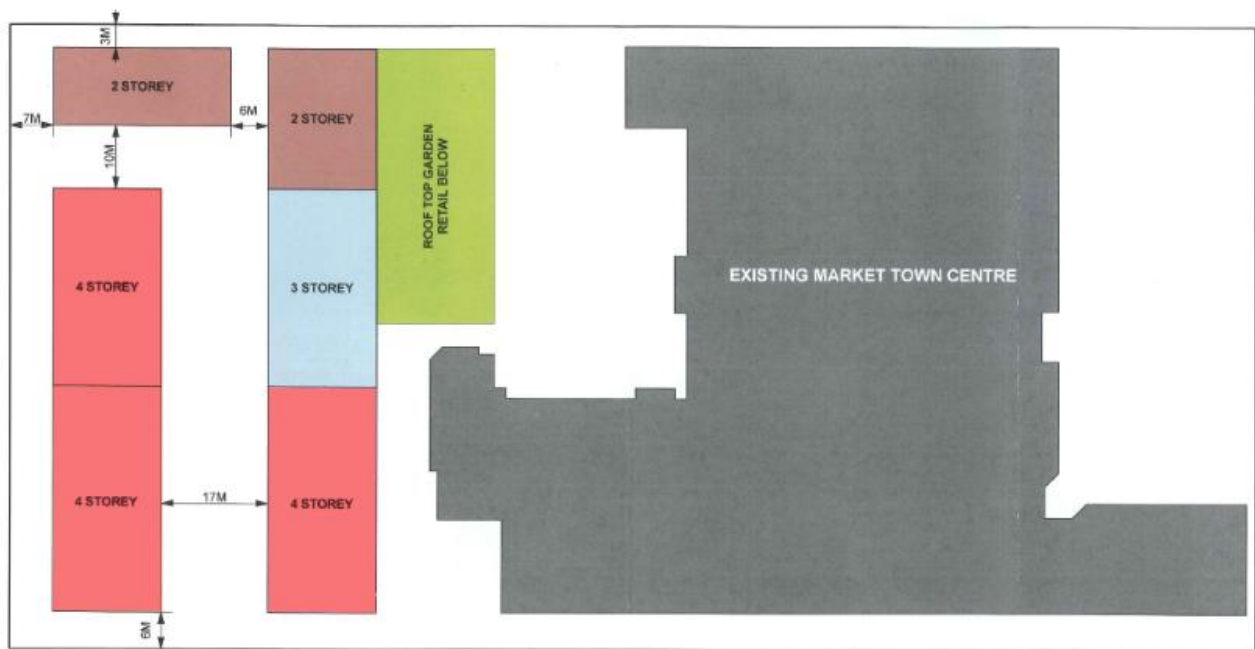 3M
2 STOREY
7M
6M
2 STOREY
10M
ROOF TOP GARDEN
RETAIL BELOW
4 STOREY
3 STOREY
EXISTING MARKET TOWN CENTRE
4 STOREY
17M
4 STOREY
6M